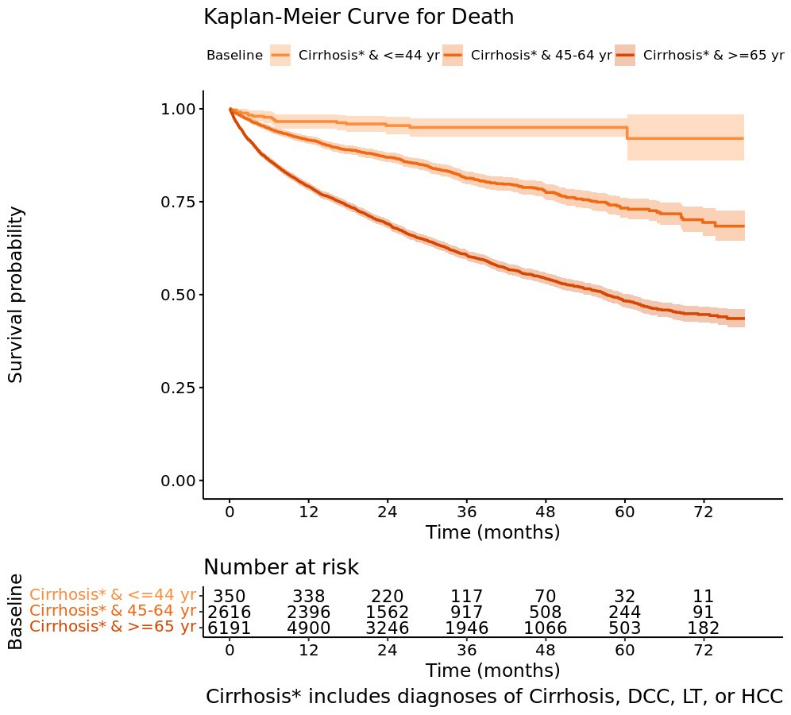 Kaplan-Meier Curve for Death
Baseline Cirrhosis* & <=44 yr Cirrhosis* & 45-64 yr Cirrhosis* & >=65 yr
Survival probability
1.00
0.75
0.50
0.25
0.00
0 12 24 36 48 60 72
Time (months)
Number at risk
Baseline
Cirrhosis* & <=44 yr 350 338 220 117 70 32 11
Cirrhosis* & 45-64 yr 2616 2396 1562 917 508 244 91
Cirrhosis* & >=65 yr 6191 4900 3246 1946 1066 503 182
0 12 24 36 48 60 72
Time (months)
Cirrhosis* includes diagnoses of Cirrhosis, DCC, LT, or HCC